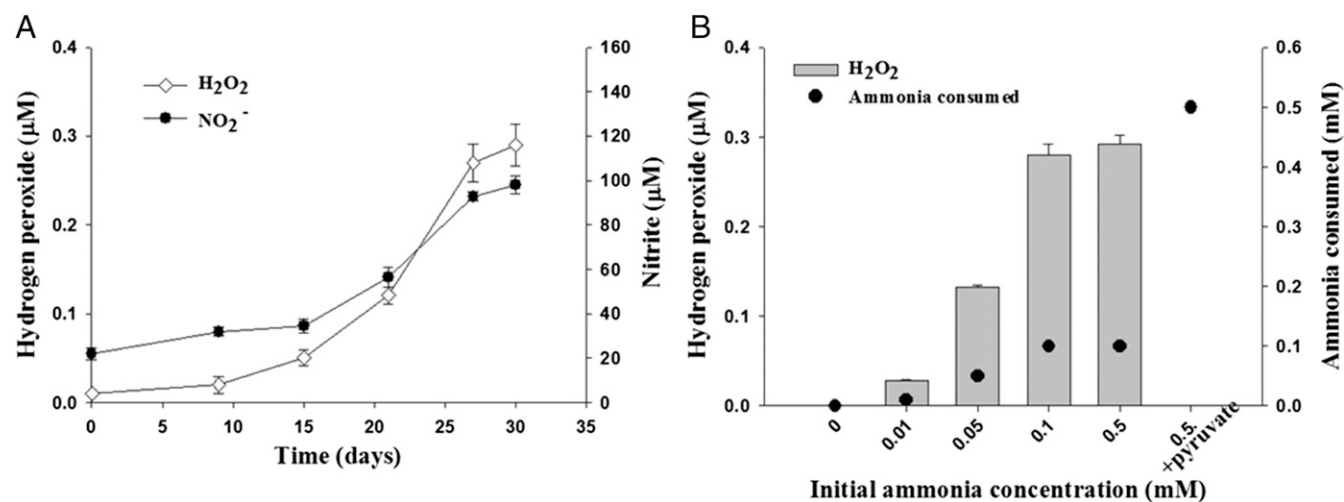 A
0.4
0.3
0.2
0.1
0.0
Hydrogen peroxide (μM)
H₂O₂
NO₂⁻
160
140
120
100
80
60
40
20
0
Nitrite (μM)
0 5 10 15 20 25 30 35
Time (days)
B
0.4
0.3
0.2
0.1
0.0
Hydrogen peroxide (μM)
H₂O₂
Ammonia consumed
0.6
0.5
0.4
0.3
0.2
0.1
0.0
Ammonia consumed (mM)
0 0.01 0.05 0.1 0.5 0.5.
+pyruvate
Initial ammonia concentration (mM)